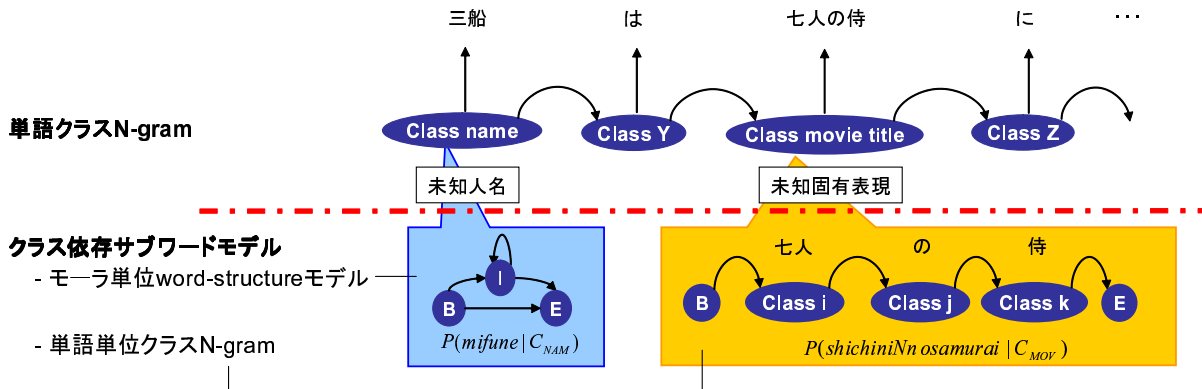 三船 は 七人の侍 に ･･･
単語クラスN-gram Class name Class Y Class movie title Class Z
未知人名 未知固有表現
クラス依存サブワードモデル 七人 の 侍
- モーラ単位word-structureモデル I
B E B Class i Class j Class k E
- 単語単位クラスN-gram P(mifune | C_NAM) P(shichiniNnosamurai | C_MOV)